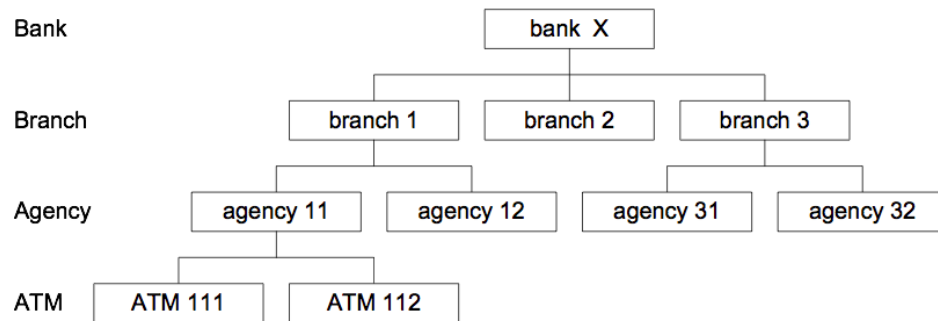 Bank
bank X
Branch
branch 1
branch 2
branch 3
Agency
agency 11
agency 12
agency 31
agency 32
ATM
ATM 111
ATM 112